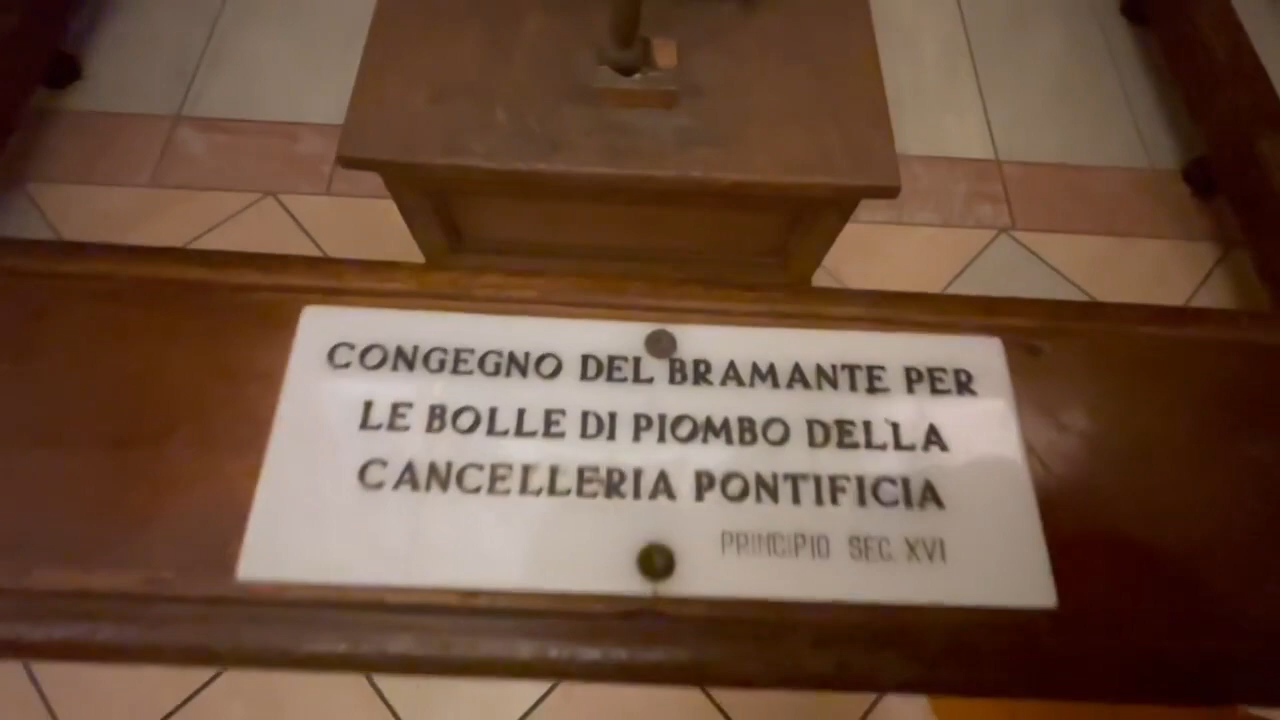 CONGEGNO DEL BRAMANTE PER
LE BOLLE DI PIOMBO DELLA
CANCELLERIA PONTIFICIA
PRINCIPIO SEC. XVI